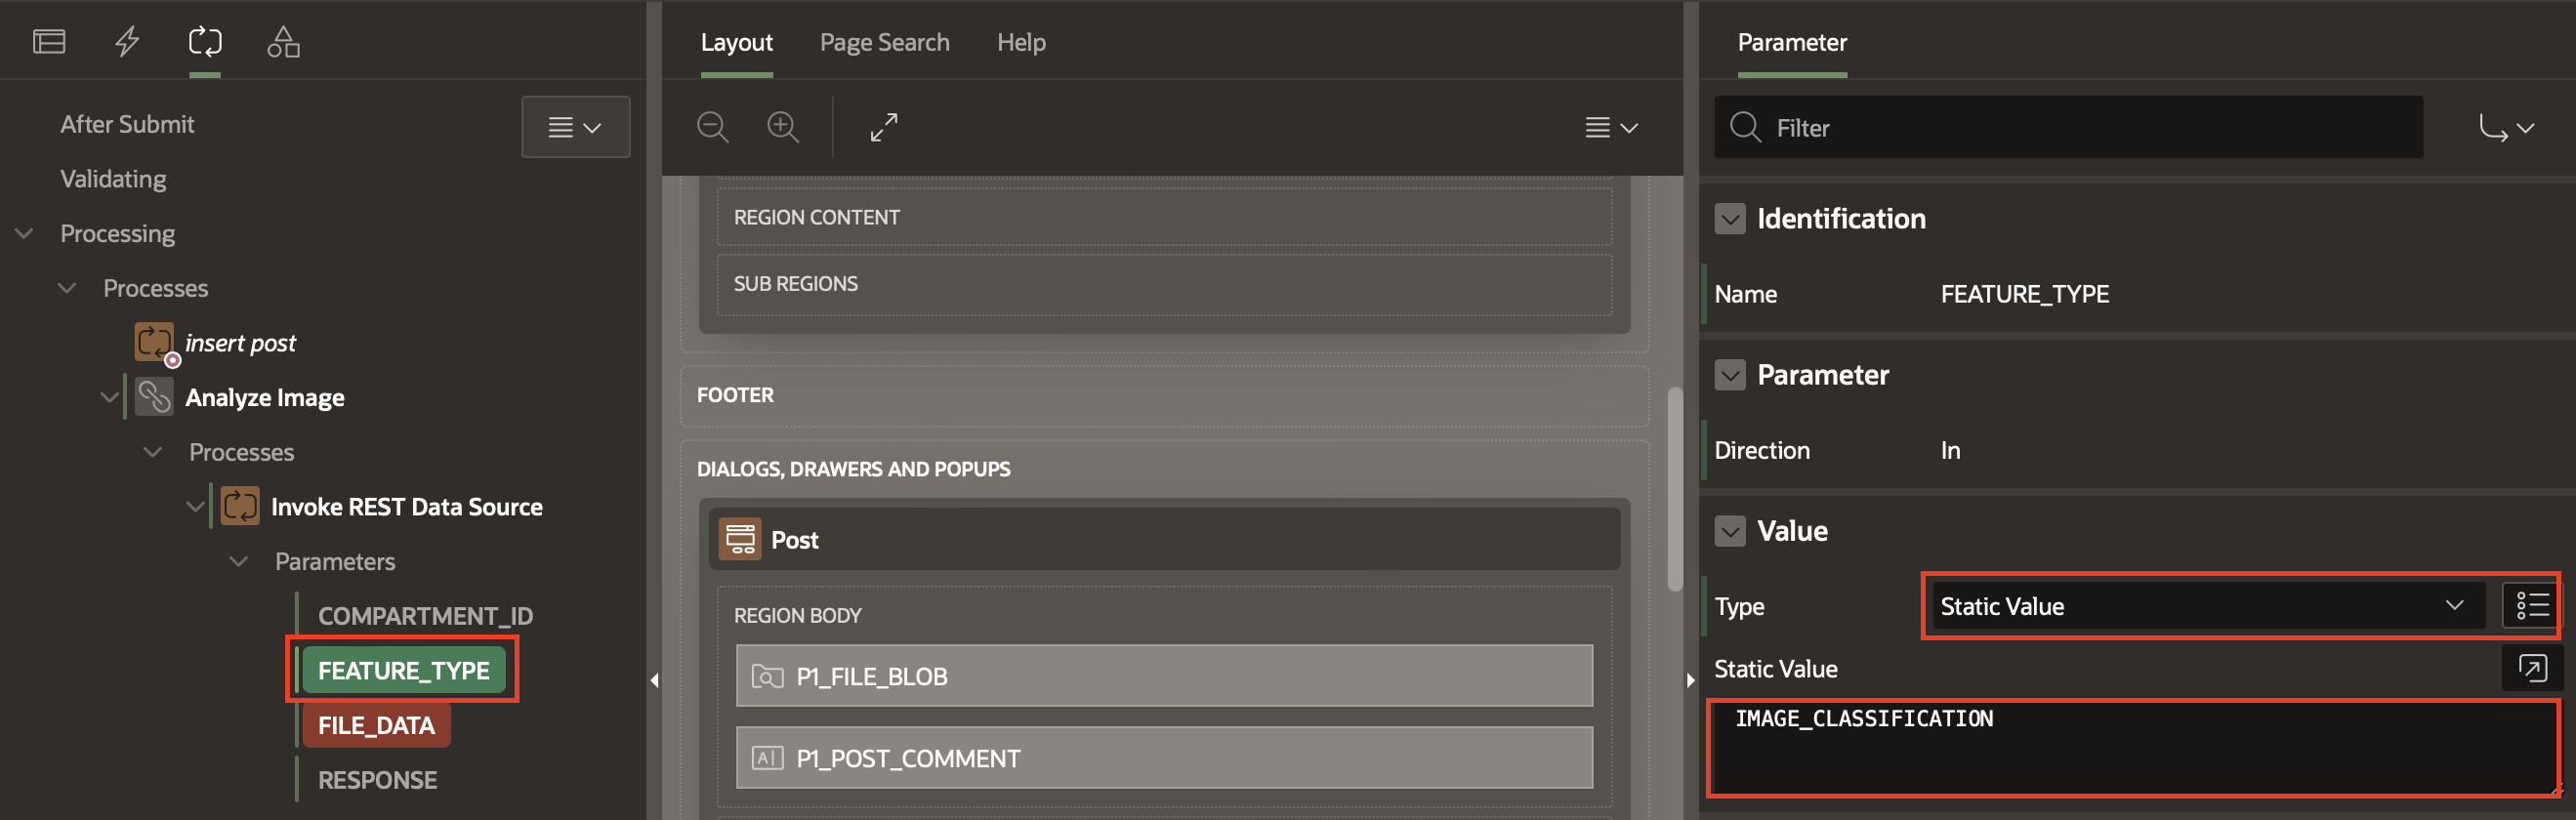 After Submit
Validating
Processing
Processes
insert post
Analyze Image
Processes
Invoke REST Data Source
Parameters
COMPARTMENT_ID
FEATURE_TYPE
FILE_DATA
RESPONSE
Layout Page Search Help
REGION CONTENT
SUB REGIONS
FOOTER
DIALOGS, DRAWERS AND POPUPS
Post
REGION BODY
P1_FILE_BLOB
P1_POST_COMMENT
Parameter
Filter
Identification
Name FEATURE_TYPE
Parameter
Direction In
Value
Type Static Value
Static Value
IMAGE_CLASSIFICATION